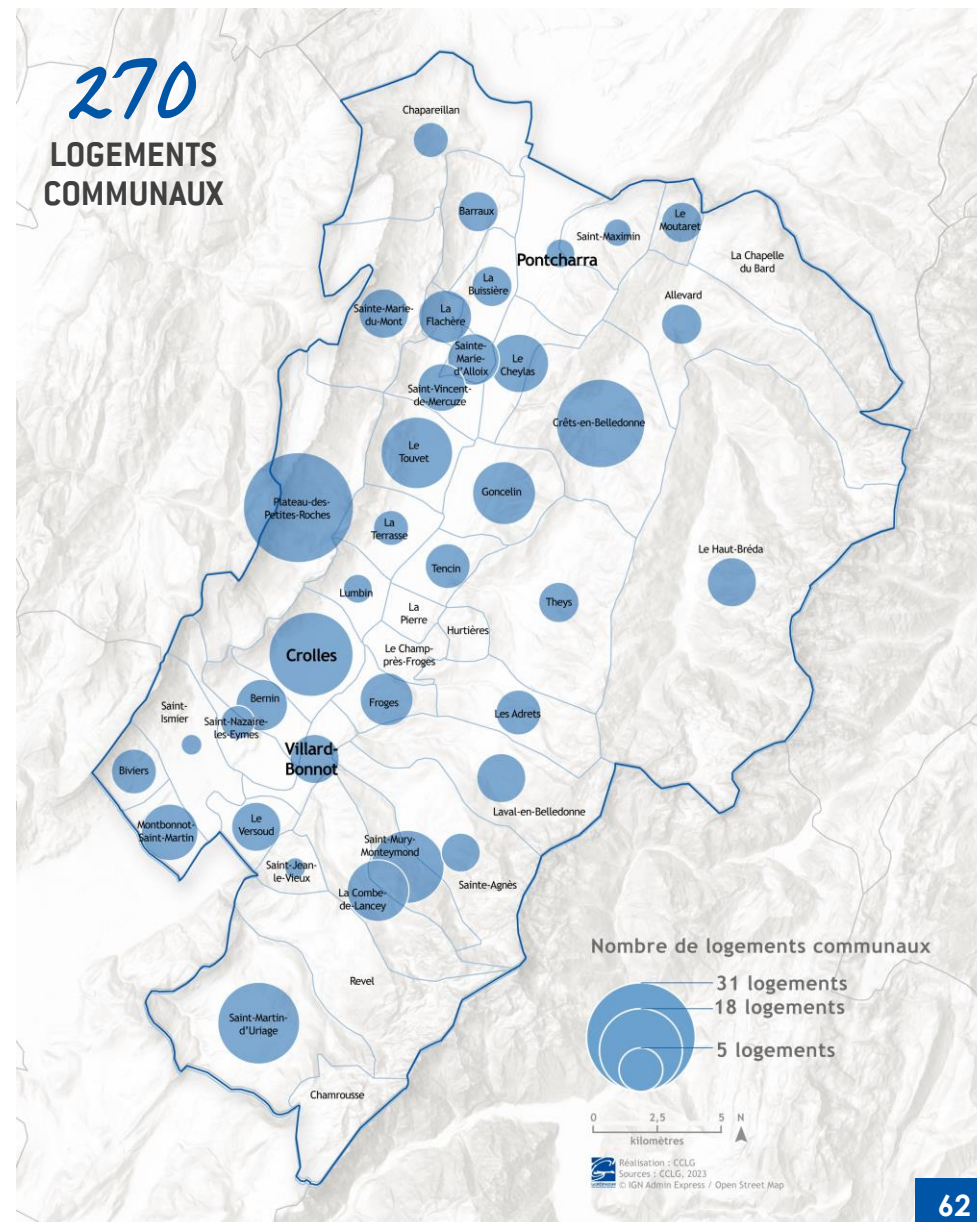 270
LOGEMENTS
COMMUNAUX
Chapareillan
Barraux
Saint-Maximin
Le
Moutaret
Pontcharra
La Chapelle
du Bard
La
Buissière
Allevard
Sainte-Marie-
du-Mont
La
Flachère
Sainte-
Marie-
d'Alloix
Le
Cheylas
Saint-Vincent-
de-Mercuze
Crêts-en-Belledonne
Le
Touvet
Goncelin
Plateau-des-
Petites-Roches
La
Terrasse
Le Haut-Bréda
Tencin
Lumbin
Theys
La
Pierre
Hurtières
Crolles
Le Champ-
près-Froges
Bernin
Froges
Saint-
Ismier
Saint-Nazaire-
les-Eymes
Les Adrets
Villard-
Bonnot
Biviers
Laval-en-Belledonne
Montbonnot-
Saint-Martin
Le
Versoud
Saint-Mury-
Monteymond
Saint-Jean-
le-Vieux
Sainte-Agnès
La Combe-
de-Lancey
Revel
Saint-Martin-
d'Uriage
Chamrousse
Nombre de logements communaux
31 logements
18 logements
5 logements
0 2,5 5 N
kilomètres
Réalisation : CCLG
Sources : CCLG, 2023
© IGN Admin Express / Open Street Map
62